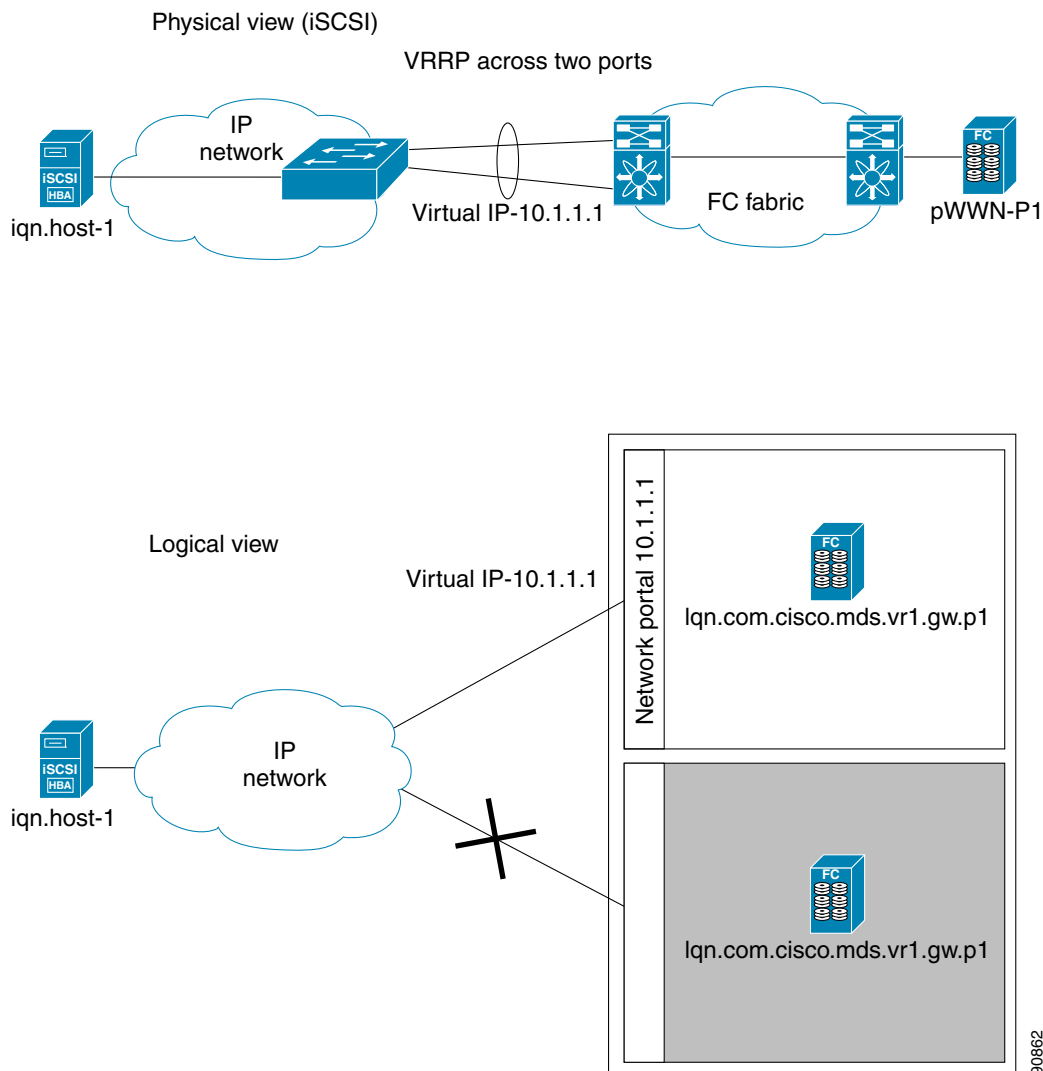 Physical view (iSCSI)
VRRP across two ports
IP
network
iSCSI
HBA
iqn.host-1
Virtual IP-10.1.1.1
FC fabric
FC
pWWN-P1
Logical view
Virtual IP-10.1.1.1
Network portal 10.1.1.1
FC
Iqn.com.cisco.mds.vr1.gw.p1
IP
network
iSCSI
HBA
iqn.host-1
FC
Iqn.com.cisco.mds.vr1.gw.p1
90862